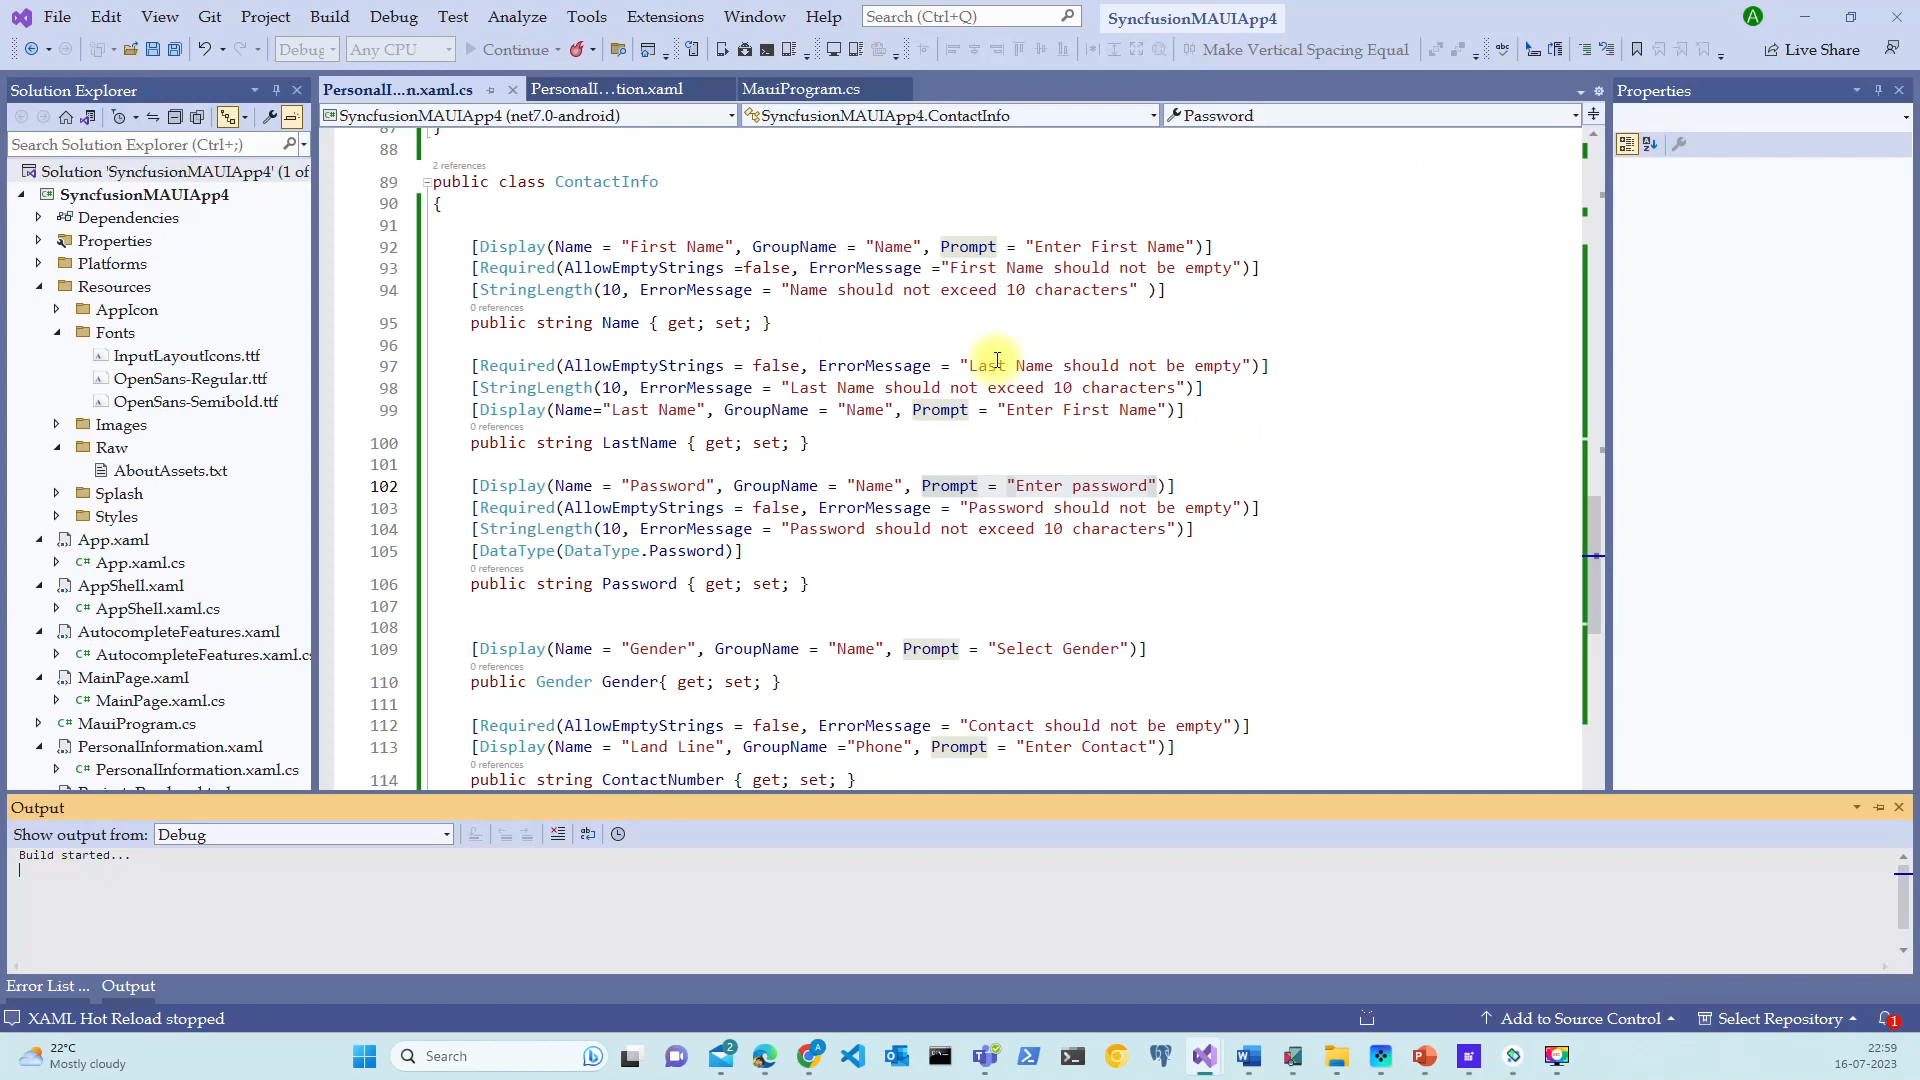 File Edit View Git Project Build Debug Test Analyze Tools Extensions Window Help Search (Ctrl+Q) SyncfusionMAUIApp4 A
Debug Any CPU Continue Make Vertical Spacing Equal Live Share
Solution Explorer
Search Solution Explorer (Ctrl+;)
Solution 'SyncfusionMAUIApp4' (1 of
SyncfusionMAUIApp4
Dependencies
Properties
Platforms
Resources
AppIcon
Fonts
InputLayoutIcons.ttf
OpenSans-Regular.ttf
OpenSans-Semibold.ttf
Images
Raw
AboutAssets.txt
Splash
Styles
App.xaml
C# App.xaml.cs
AppShell.xaml
C# AppShell.xaml.cs
AutocompleteFeatures.xaml
C# AutocompleteFeatures.xaml.c
MainPage.xaml
C# MainPage.xaml.cs
C# MauiProgram.cs
PersonalInformation.xaml
C# PersonalInformation.xaml.cs
PersonalI...n.xaml.cs PersonalI...tion.xaml MauiProgram.cs
SyncfusionMAUIApp4 (net7.0-android) SyncfusionMAUIApp4.ContactInfo Password
87 }
88
2 references
89 public class ContactInfo
90 {
91
92 [Display(Name = "First Name", GroupName = "Name", Prompt = "Enter First Name")]
93 [Required(AllowEmptyStrings =false, ErrorMessage ="First Name should not be empty")]
94 [StringLength(10, ErrorMessage = "Name should not exceed 10 characters" )]
0 references
95 public string Name { get; set; }
96
97 [Required(AllowEmptyStrings = false, ErrorMessage = "Last Name should not be empty")]
98 [StringLength(10, ErrorMessage = "Last Name should not exceed 10 characters")]
99 [Display(Name="Last Name", GroupName = "Name", Prompt = "Enter First Name")]
0 references
100 public string LastName { get; set; }
101
102 [Display(Name = "Password", GroupName = "Name", Prompt = "Enter password")]
103 [Required(AllowEmptyStrings = false, ErrorMessage = "Password should not be empty")]
104 [StringLength(10, ErrorMessage = "Password should not exceed 10 characters")]
105 [DataType(DataType.Password)]
0 references
106 public string Password { get; set; }
107
108
109 [Display(Name = "Gender", GroupName = "Name", Prompt = "Select Gender")]
0 references
110 public Gender Gender{ get; set; }
111
112 [Required(AllowEmptyStrings = false, ErrorMessage = "Contact should not be empty")]
113 [Display(Name = "Land Line", GroupName ="Phone", Prompt = "Enter Contact")]
0 references
114 public string ContactNumber { get; set; }
Properties
Output
Show output from: Debug
Build started...
Error List ... Output
XAML Hot Reload stopped Add to Source Control Select Repository 1
22°C
Mostly cloudy
Search
2
A
22:59
16-07-2023